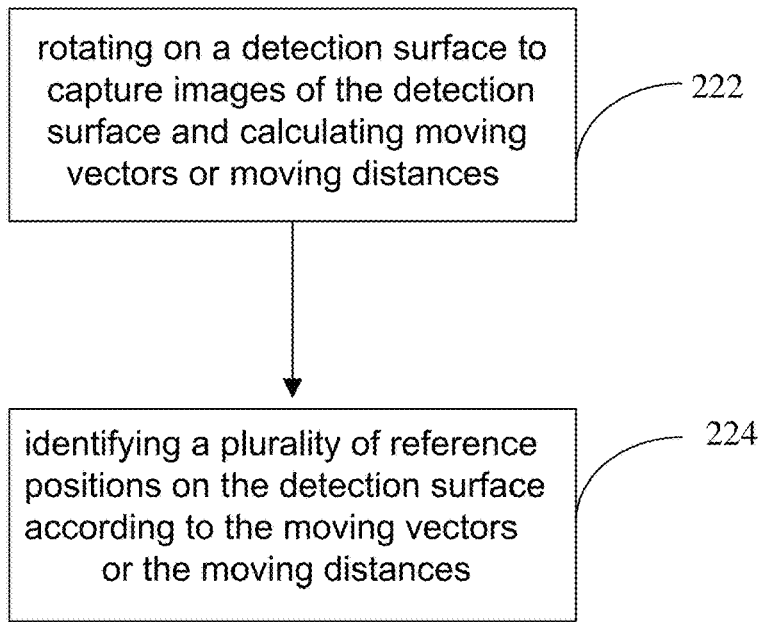 rotating on a detection surface to
capture images of the detection
surface and calculating moving
vectors or moving distances
222
identifying a plurality of reference
positions on the detection surface
according to the moving vectors
or the moving distances
224